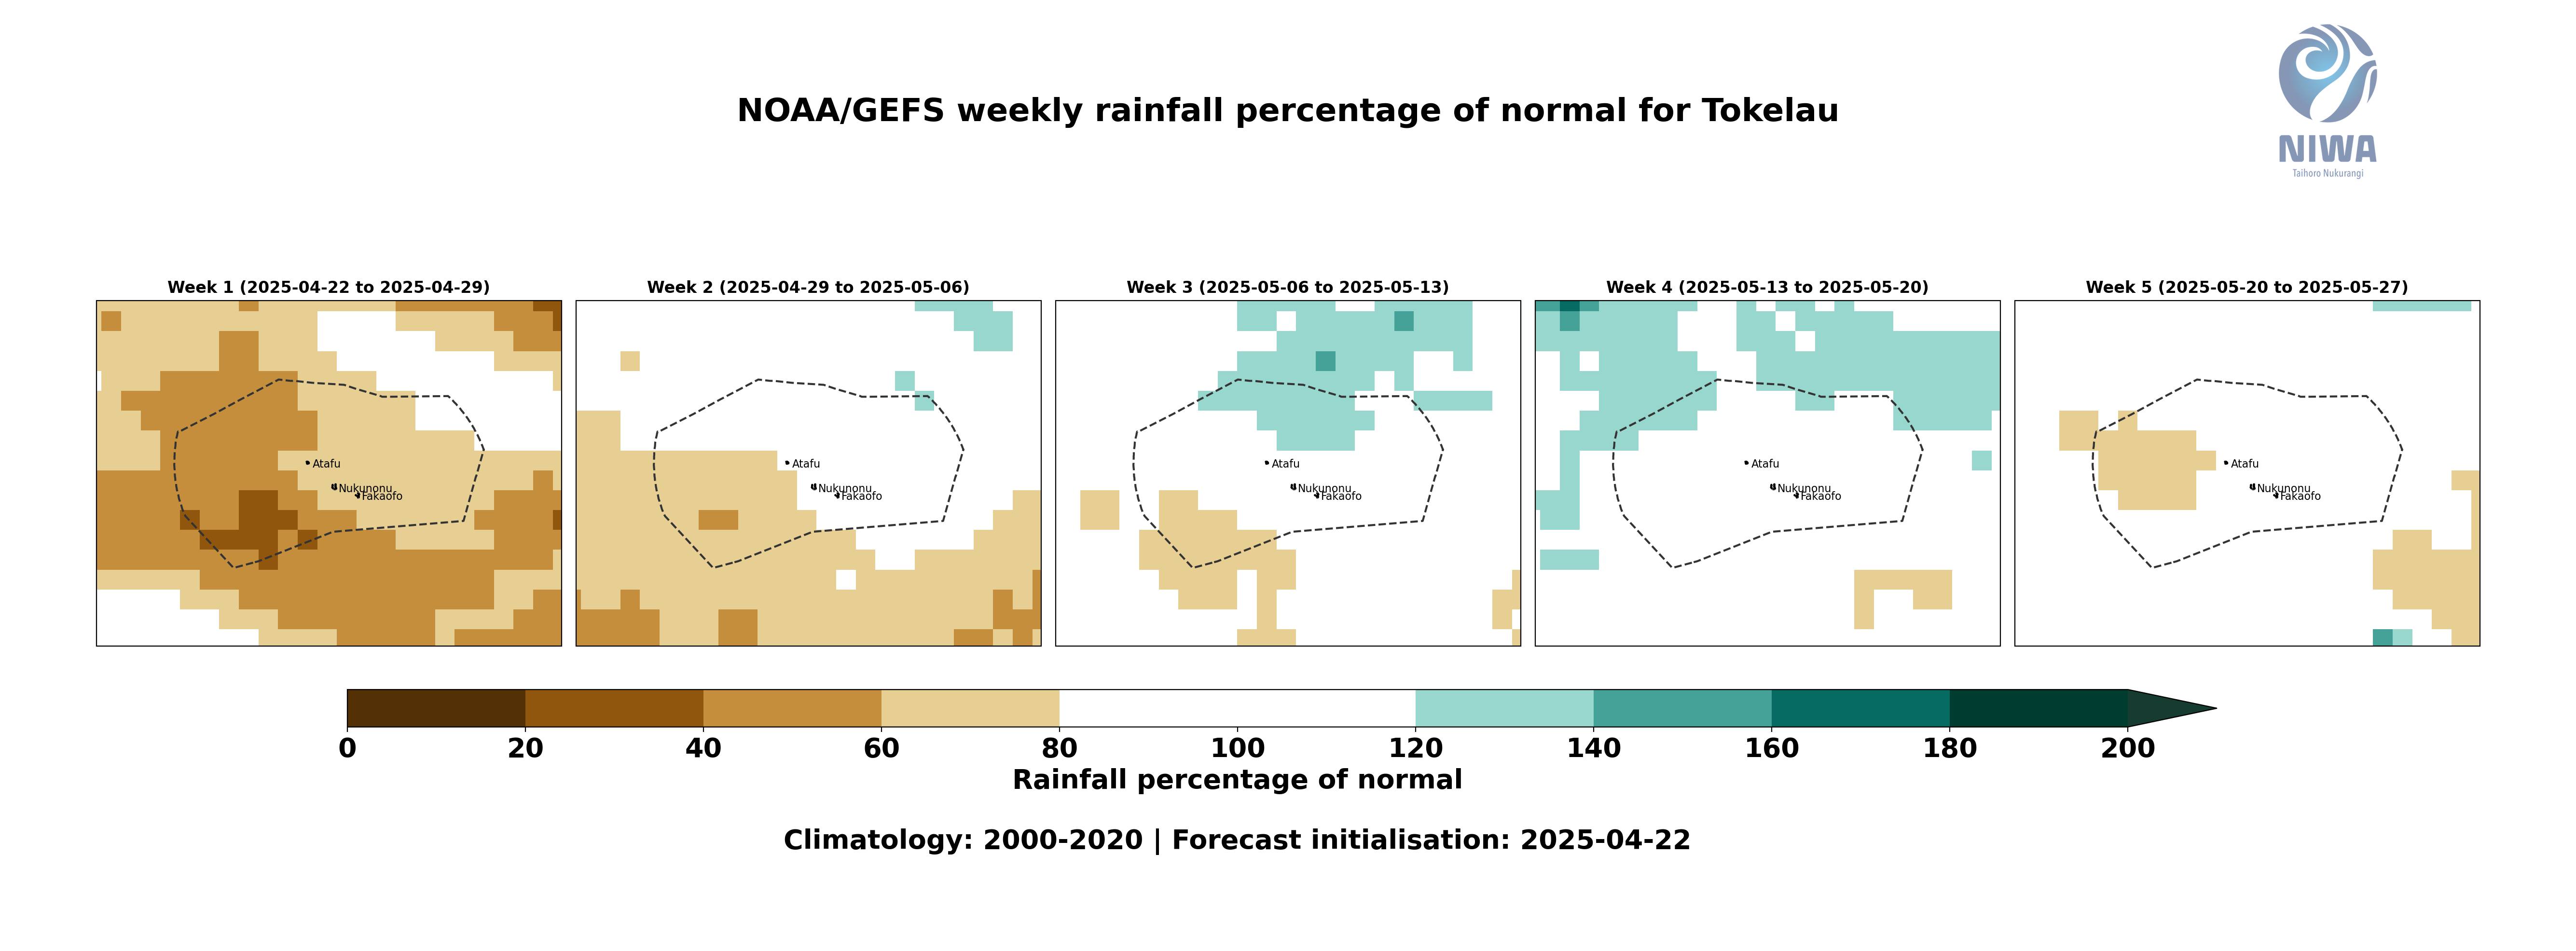 NOAA/GEFS weekly rainfall percentage of normal for Tokelau
NIWA
Taihoro Nukurangi
Week 1 (2025-04-22 to 2025-04-29)
Week 2 (2025-04-29 to 2025-05-06)
Week 3 (2025-05-06 to 2025-05-13)
Week 4 (2025-05-13 to 2025-05-20)
Week 5 (2025-05-20 to 2025-05-27)
Atafu
Nukunonu
Fakaofo
Atafu
Nukunonu
Fakaofo
Atafu
Nukunonu
Fakaofo
Atafu
Nukunonu
Fakaofo
Atafu
Nukunonu
Fakaofo
0 20 40 60 80 100 120 140 160 180 200
Rainfall percentage of normal
Climatology: 2000-2020 | Forecast initialisation: 2025-04-22